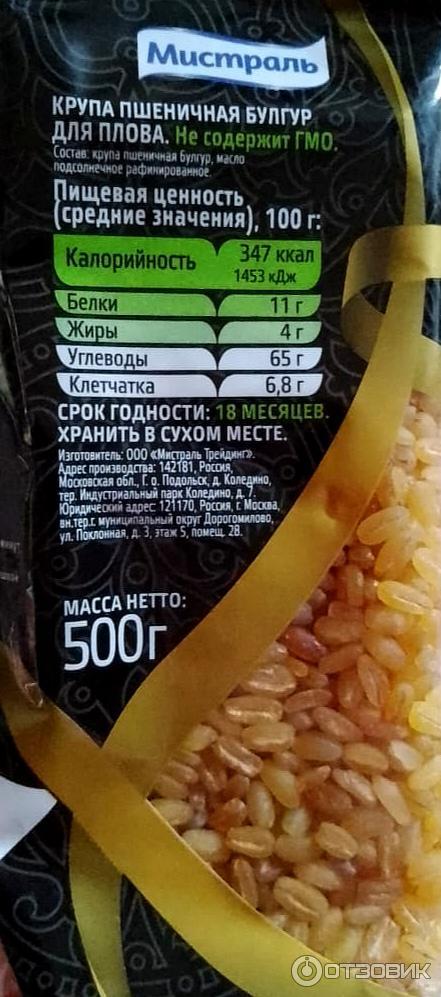 Мистраль
КРУПА ПШЕНИЧНАЯ БУЛГУР
ДЛЯ ПЛОВА. Не содержит ГМО.
Состав: крупа пшеничная булгур, масло
подсолнечное рафинированное.
Пищевая ценность
(средние значения), 100 г:
Калорийность 347 ккал
1453 кДж
Белки 11 г
Жиры 4 г
Углеводы 65 г
Клетчатка 6,8 г
СРОК ГОДНОСТИ: 18 МЕСЯЦЕВ.
ХРАНИТЬ В СУХОМ МЕСТЕ.
Изготовитель: ООО «Мистраль Трейдинг».
Адрес производства: 142181, Россия,
Московская обл., Г. о. Подольск, д. Коледино,
тер. Индустриальный парк Коледино, д. 7.
Юридический адрес: 121170, Россия, г. Москва,
вн.тер.г. муниципальный округ Дорогомилово,
ул. Поклонная, д. 3, этаж 5, помещ. 2В.
МАССА НЕТТО:
500г
ОТЗОВИК